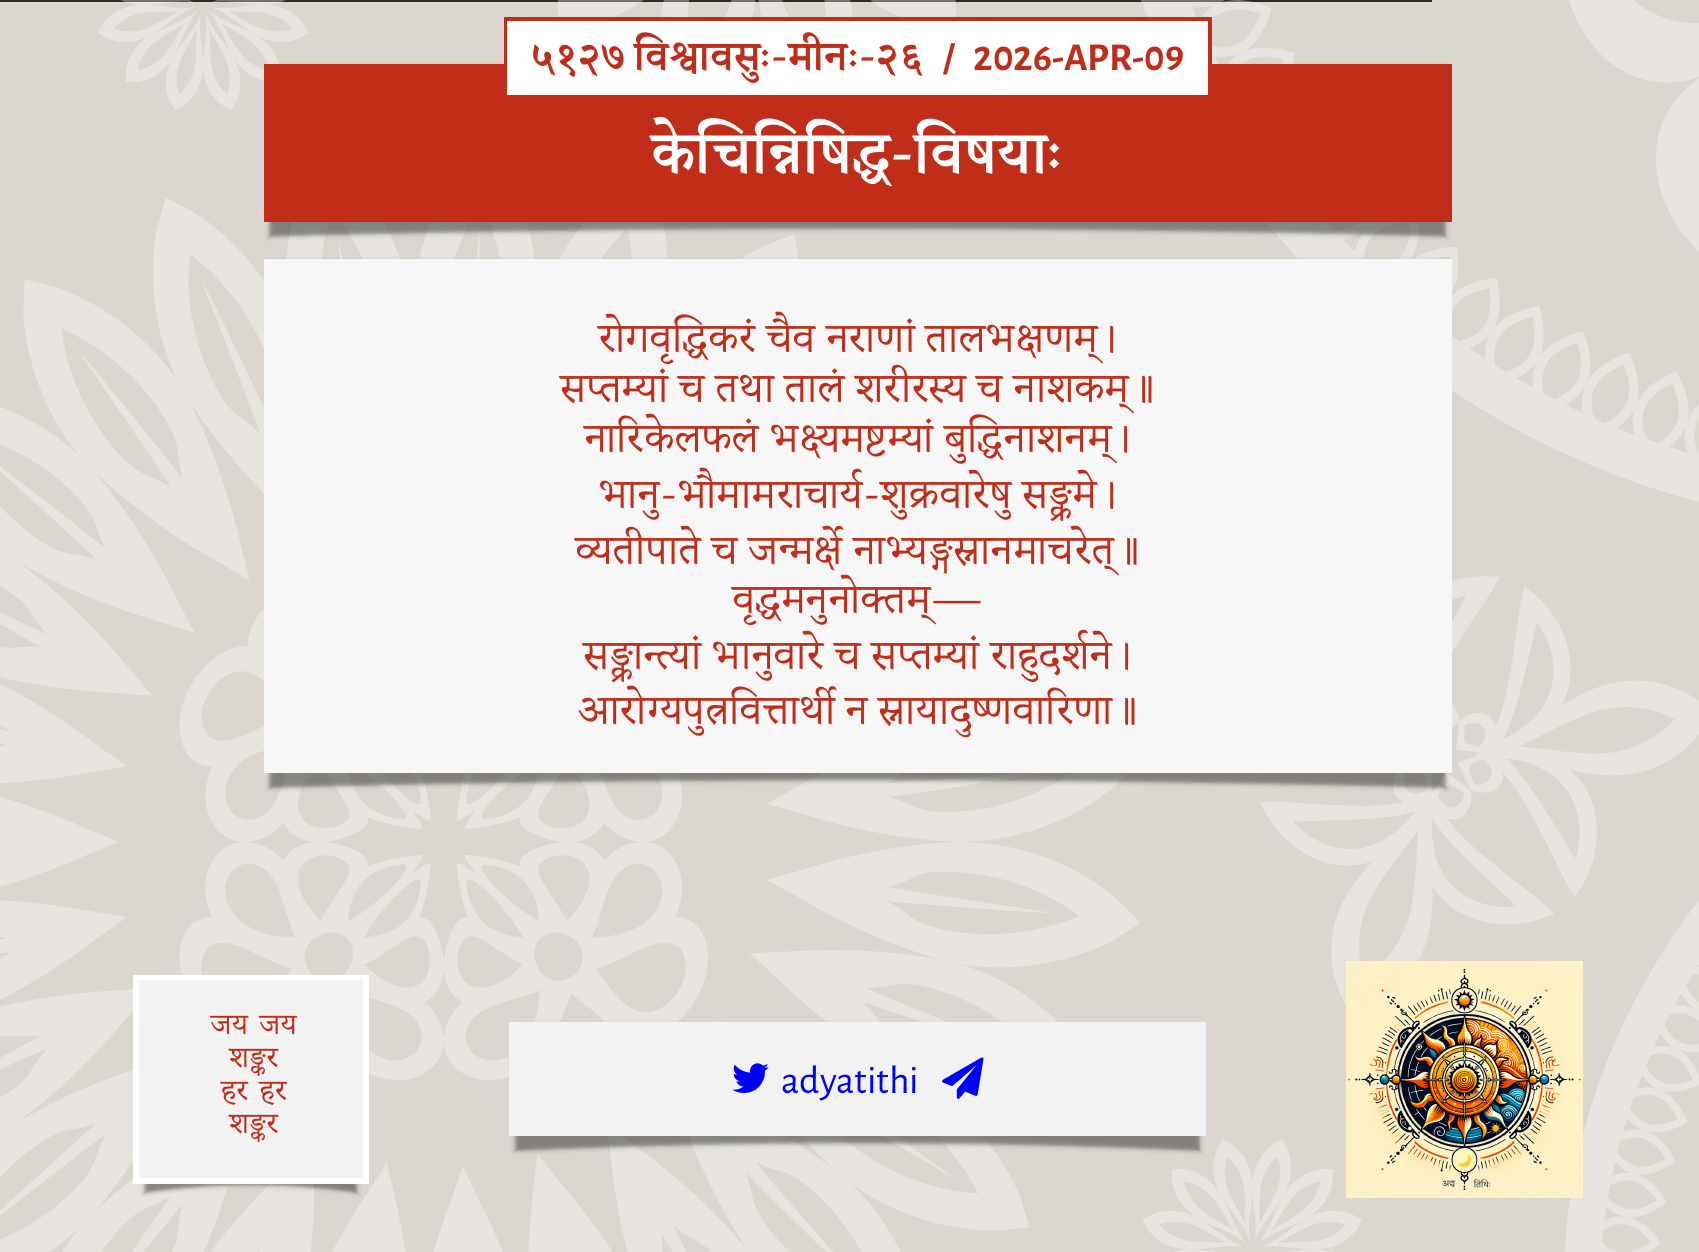 ५१२७ विश्वावसुः-मीनः-२६ / 2026-APR-09
केचिन्निषिद्ध-विषयाः
रोगवृद्धिकरं चैव नराणां तालभक्षणम्।
सप्तम्यां च तथा तालं शरीरस्य च नाशकम्॥
नारिकेलफलं भक्ष्यमष्टम्यां बुद्धिनाशनम्।
भानु-भौमामराचार्य-शुक्रवारेषु सङ्क्रमे।
व्यतीपाते च जन्मर्क्षे नाभ्यङ्गस्नानमाचरेत्॥
वृद्धमनुनोक्तम्—
सङ्क्रान्त्यां भानुवारे च सप्तम्यां राहुदर्शने।
आरोग्यपुत्रवित्तार्थी न स्नायादुष्णवारिणा॥
जय जय
शङ्कर
हर हर
शङ्कर
adyatithi
अद्य तिथिः